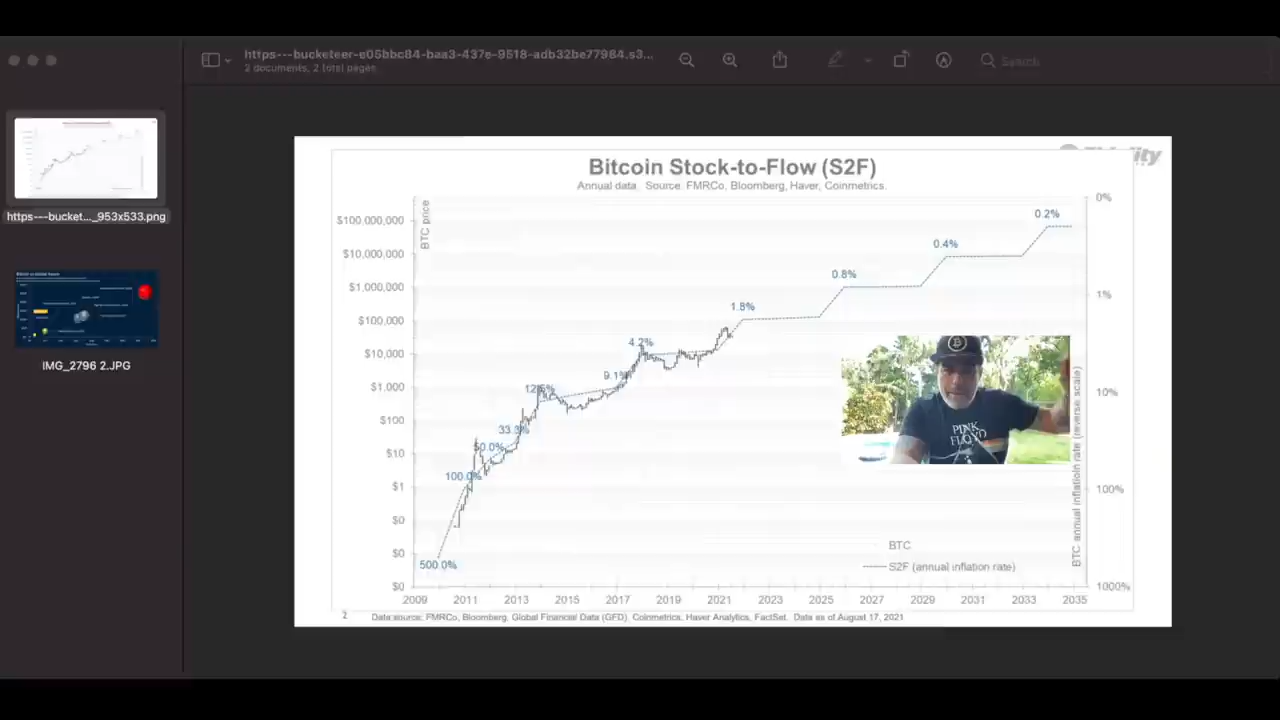 https---bucketeer-e05bbc84-baa3-437e-9518-adb32be77984.s3...
2 documents, 2 total pages
Search
https---bucket..._953x533.png
IMG_2796 2.JPG
Bitcoin Stock-to-Flow (S2F)
Annual data. Source: FMRCo, Bloomberg, Haver, Coinmetrics.
BTC price
$100,000,000
$10,000,000
$1,000,000
$100,000
$10,000
$1,000
$100
$10
$1
$0
$0
$0
500.0%
100.0%
50.0%
33.3%
12.5%
9.1%
4.2%
1.8%
0.8%
0.4%
0.2%
0%
1%
10%
100%
1000%
BTC annual inflatioin rate (reverse scale)
PINK
FLOYD
BTC
S2F (annual inflation rate)
2009 2011 2013 2015 2017 2019 2021 2023 2025 2027 2029 2031 2033 2035
2
Data source: FMRCo, Bloomberg, Global Financial Data (GFD), Coinmetrics, Haver Analytics, FactSet. Data as of August 17, 2021